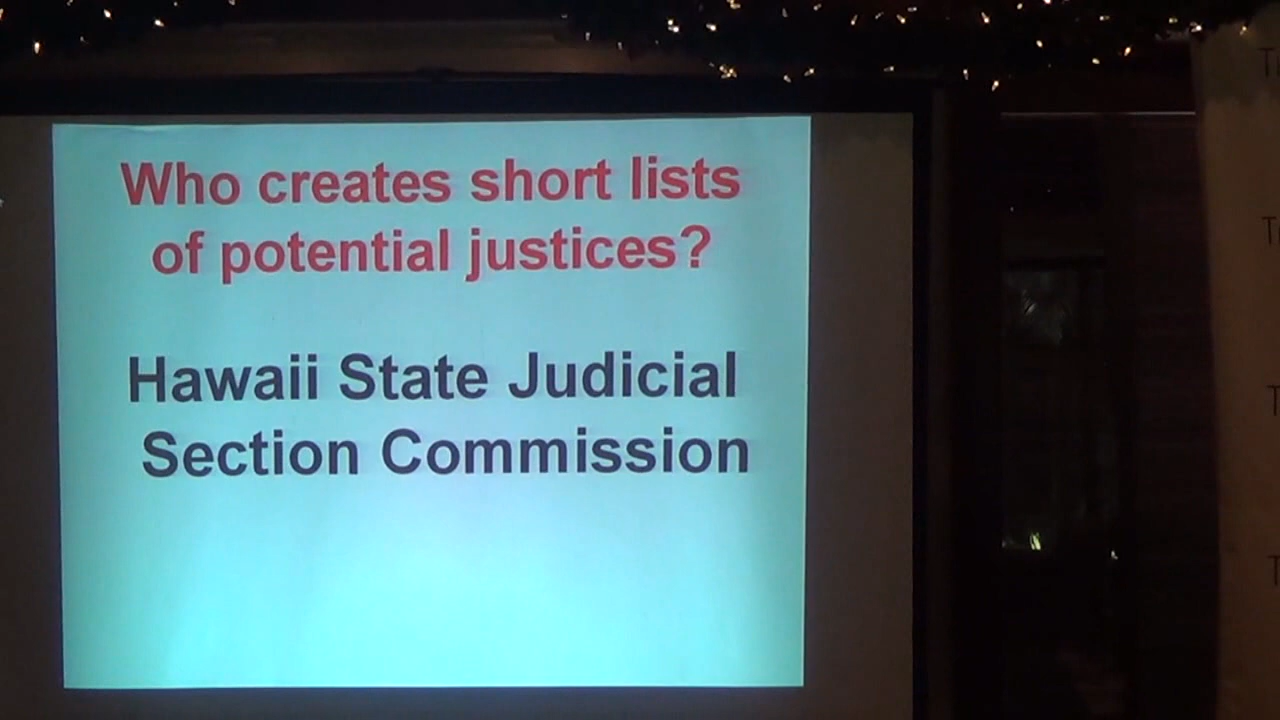 Who creates short lists
of potential justices?
Hawaii State Judicial
Section Commission